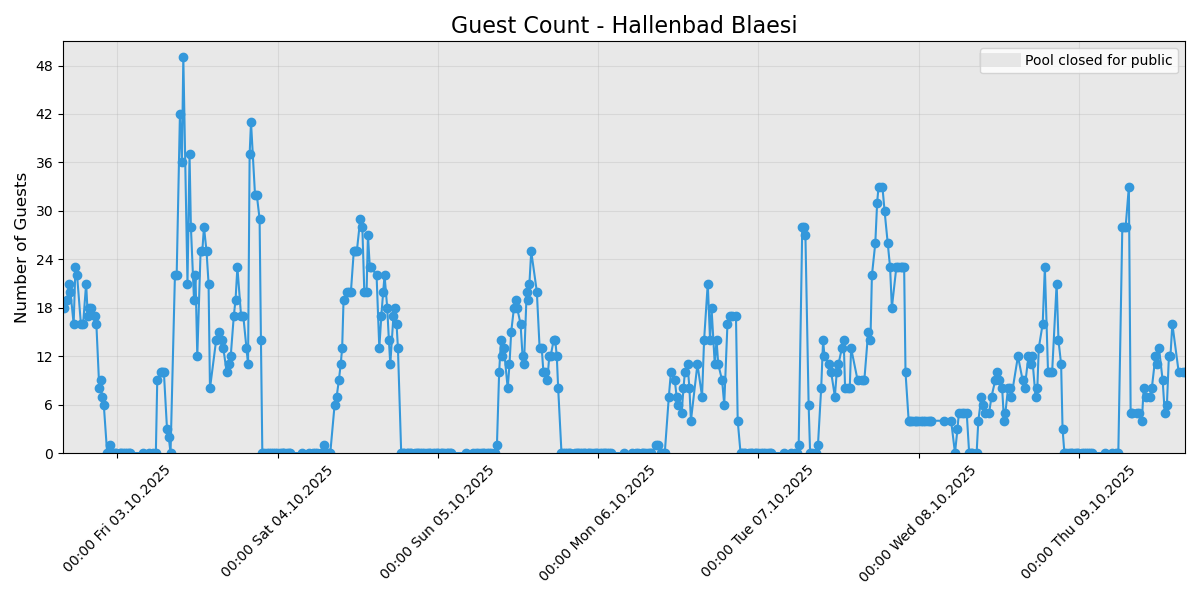 Guest Count - Hallenbad Blaesi
Pool closed for public
Number of Guests
48
42
36
30
24
18
12
6
0
00:00 Fri 03.10.2025
00:00 Sat 04.10.2025
00:00 Sun 05.10.2025
00:00 Mon 06.10.2025
00:00 Tue 07.10.2025
00:00 Wed 08.10.2025
00:00 Thu 09.10.2025